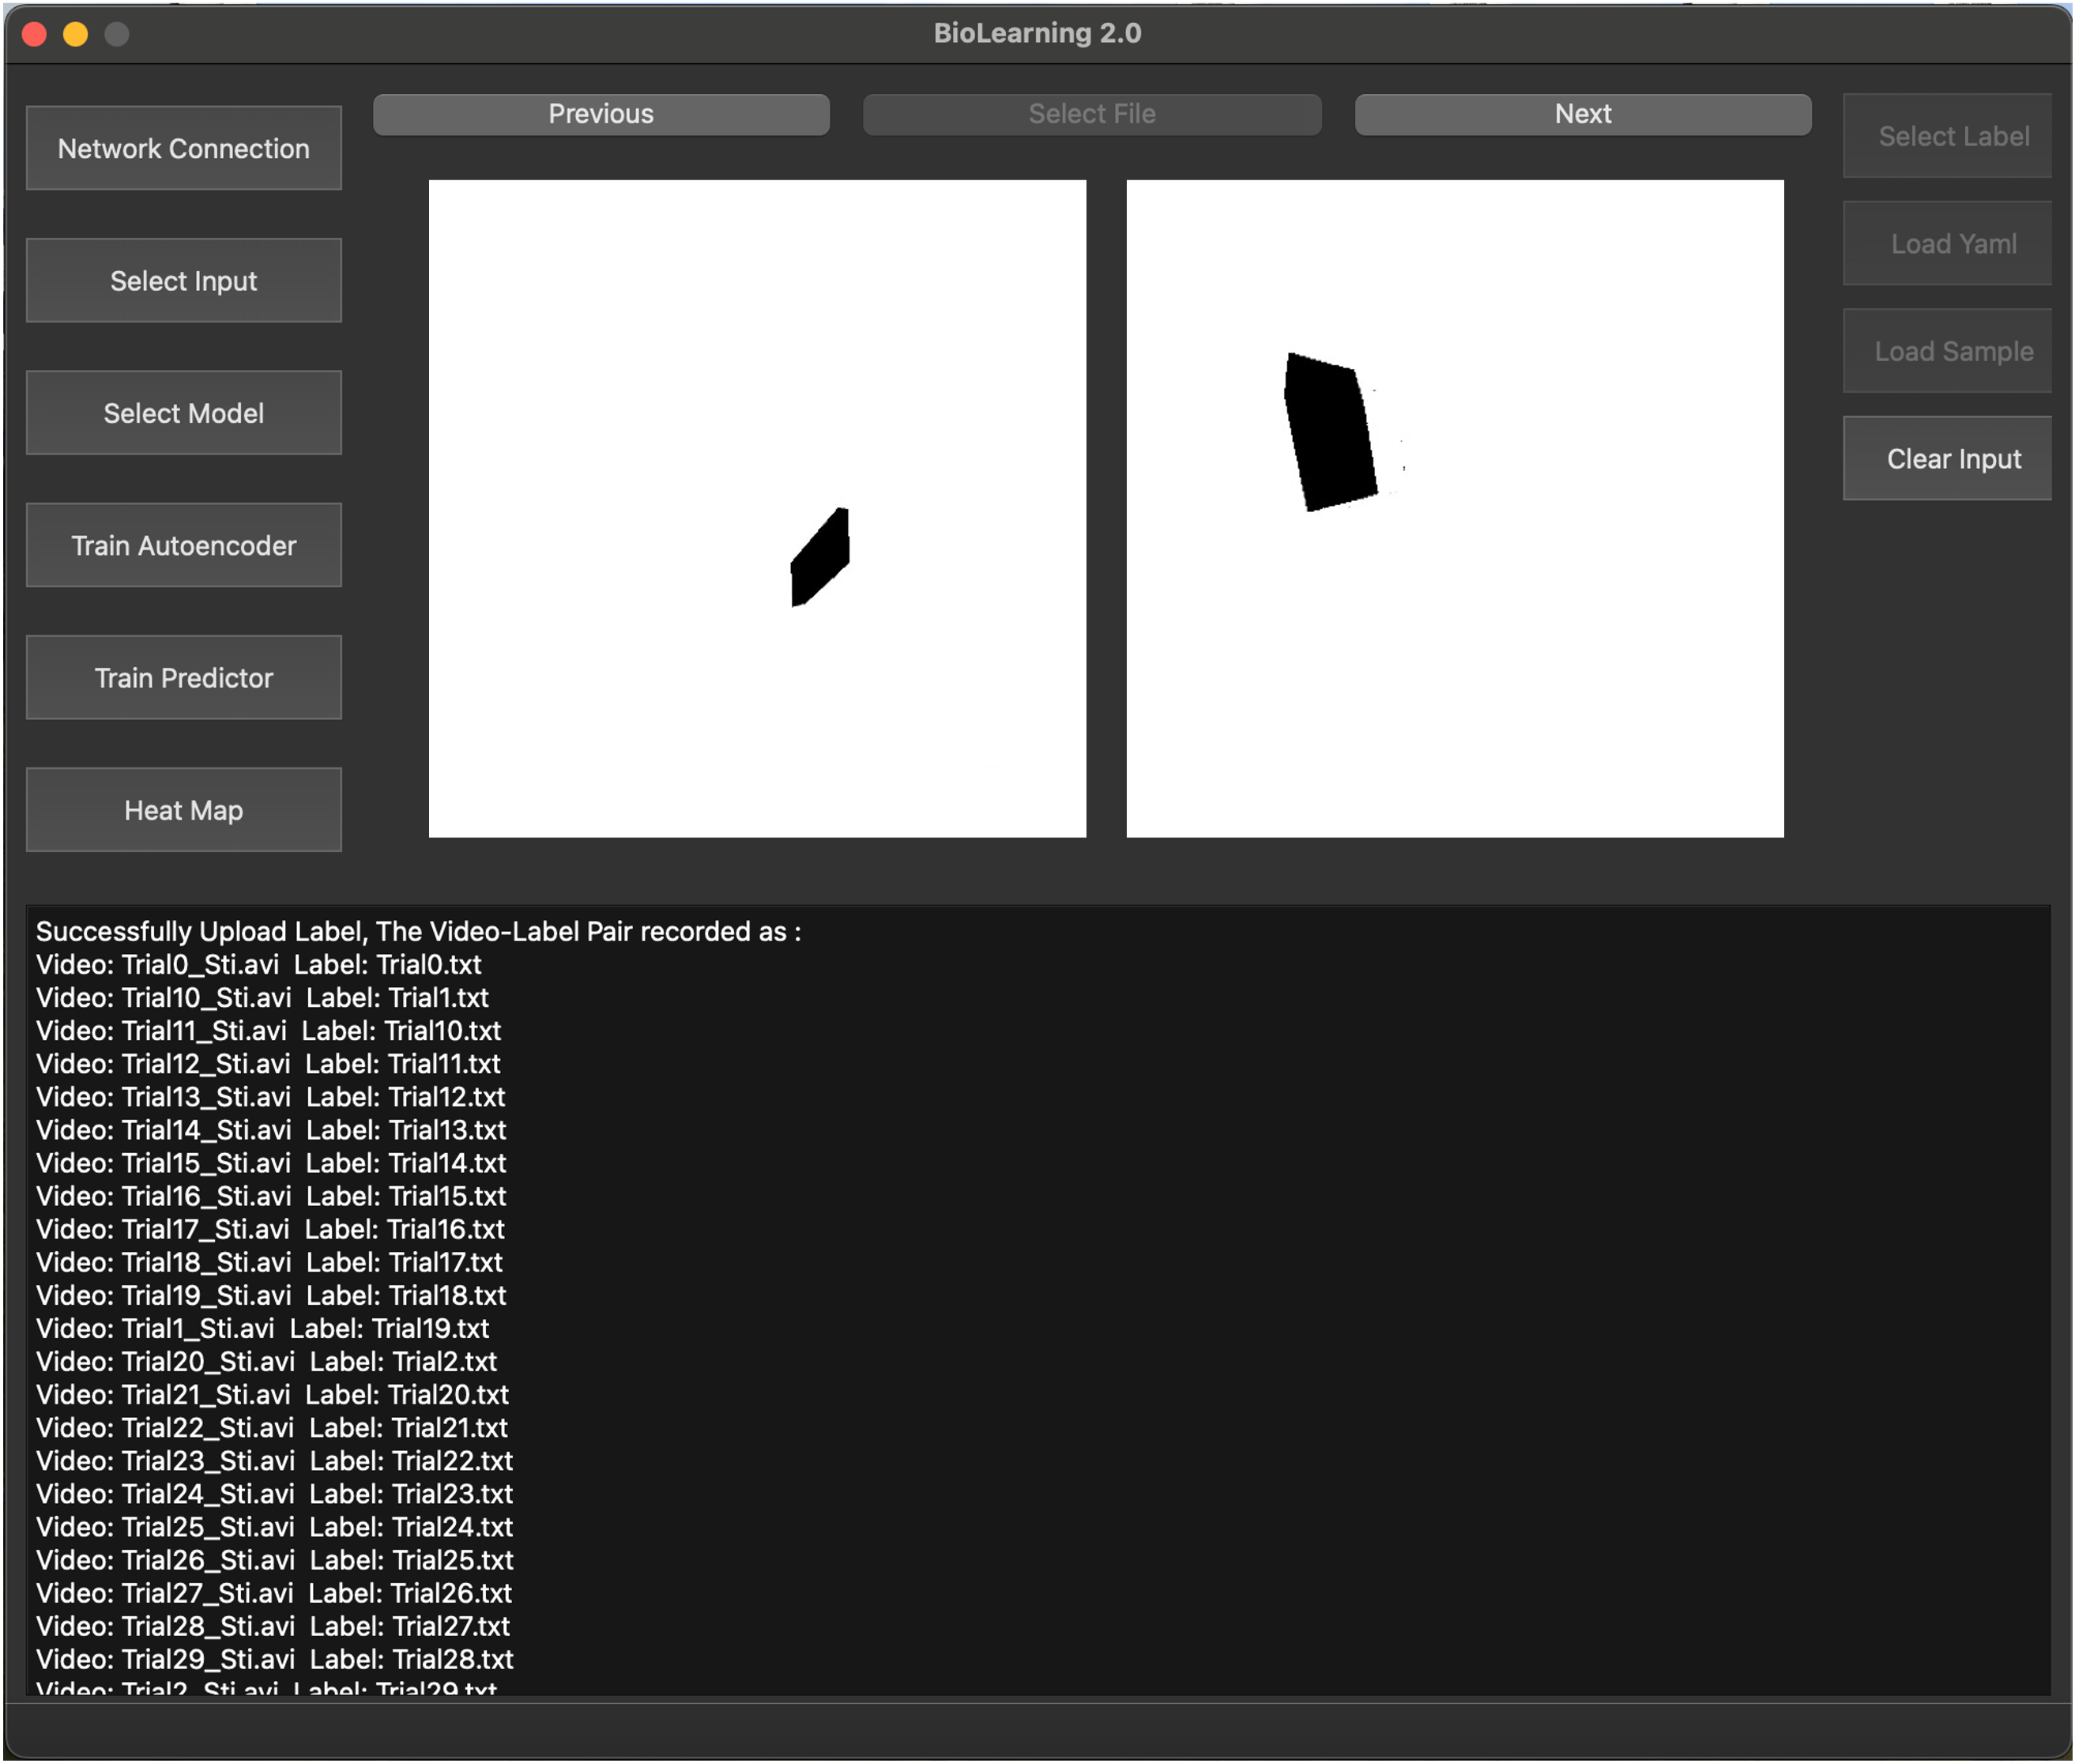 BioLearning 2.0
Network Connection
Select Input
Select Model
Train Autoencoder
Train Predictor
Heat Map
Previous
Select File
Next
Select Label
Load Yaml
Load Sample
Clear Input
Successfully Upload Label, The Video-Label Pair recorded as :
Video: Trial0_Sti.avi Label: Trial0.txt
Video: Trial10_Sti.avi Label: Trial1.txt
Video: Trial11_Sti.avi Label: Trial10.txt
Video: Trial12_Sti.avi Label: Trial11.txt
Video: Trial13_Sti.avi Label: Trial12.txt
Video: Trial14_Sti.avi Label: Trial13.txt
Video: Trial15_Sti.avi Label: Trial14.txt
Video: Trial16_Sti.avi Label: Trial15.txt
Video: Trial17_Sti.avi Label: Trial16.txt
Video: Trial18_Sti.avi Label: Trial17.txt
Video: Trial19_Sti.avi Label: Trial18.txt
Video: Trial1_Sti.avi Label: Trial19.txt
Video: Trial20_Sti.avi Label: Trial2.txt
Video: Trial21_Sti.avi Label: Trial20.txt
Video: Trial22_Sti.avi Label: Trial21.txt
Video: Trial23_Sti.avi Label: Trial22.txt
Video: Trial24_Sti.avi Label: Trial23.txt
Video: Trial25_Sti.avi Label: Trial24.txt
Video: Trial26_Sti.avi Label: Trial25.txt
Video: Trial27_Sti.avi Label: Trial26.txt
Video: Trial28_Sti.avi Label: Trial27.txt
Video: Trial29_Sti.avi Label: Trial28.txt
Video: Trial2_Sti.avi Label: Trial29.txt